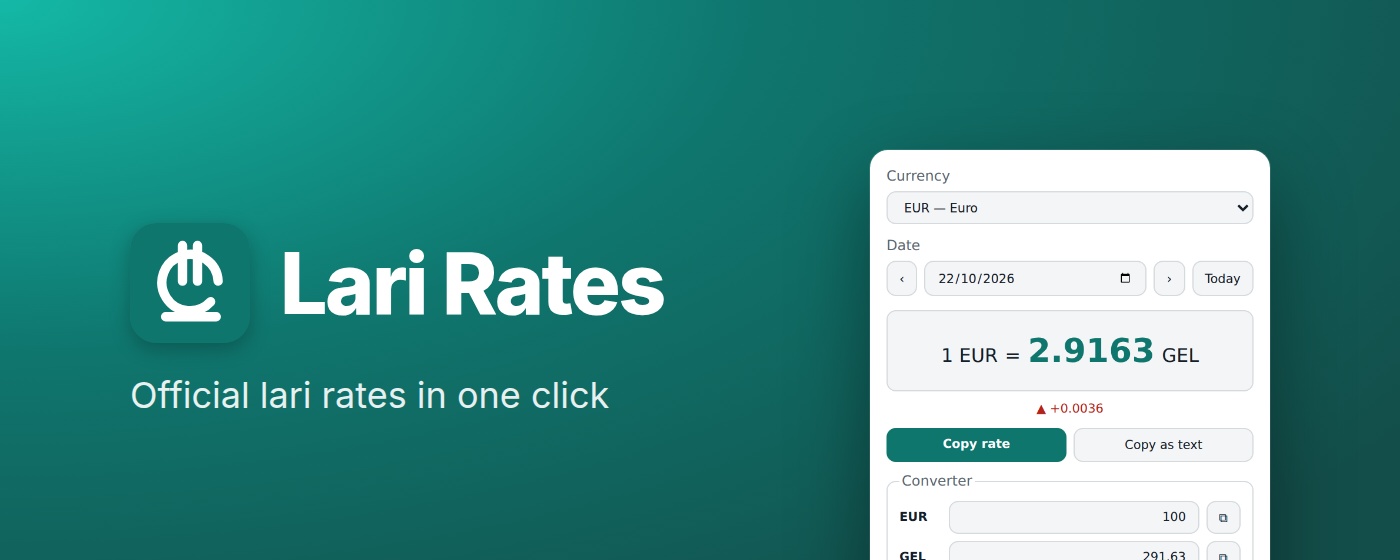 Lari Rates
Official lari rates in one click
Currency
EUR — Euro
Date
‹ 22/10/2026 › Today
1 EUR = 2.9163 GEL
▲ +0.0036
Copy rate Copy as text
Converter
EUR 100
GEL 291.63